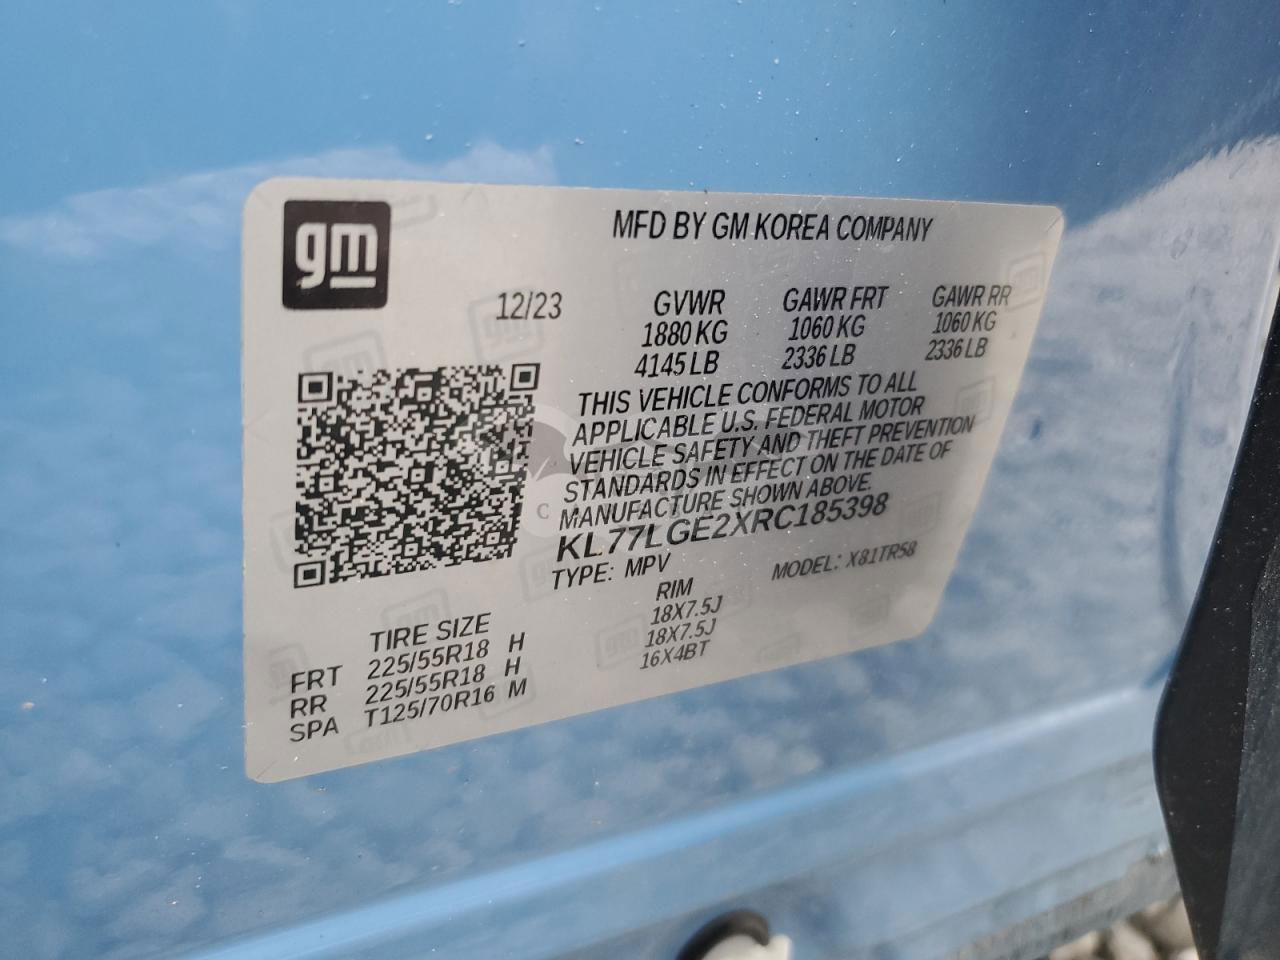 gm
MFD BY GM KOREA COMPANY
12/23
GVWR GAWR FRT GAWR RR
1880 KG 1060 KG 1060 KG
4145 LB 2336 LB 2336 LB
THIS VEHICLE CONFORMS TO ALL
APPLICABLE U.S. FEDERAL MOTOR
VEHICLE SAFETY AND THEFT PREVENTION
STANDARDS IN EFFECT ON THE DATE OF
MANUFACTURE SHOWN ABOVE.
KL77LGE2XRC185398
TYPE: MPV MODEL: X81TR58
TIRE SIZE RIM
FRT 225/55R18 H 18X7.5J
RR 225/55R18 H 18X7.5J
SPA T125/70R16 M 16X4BT